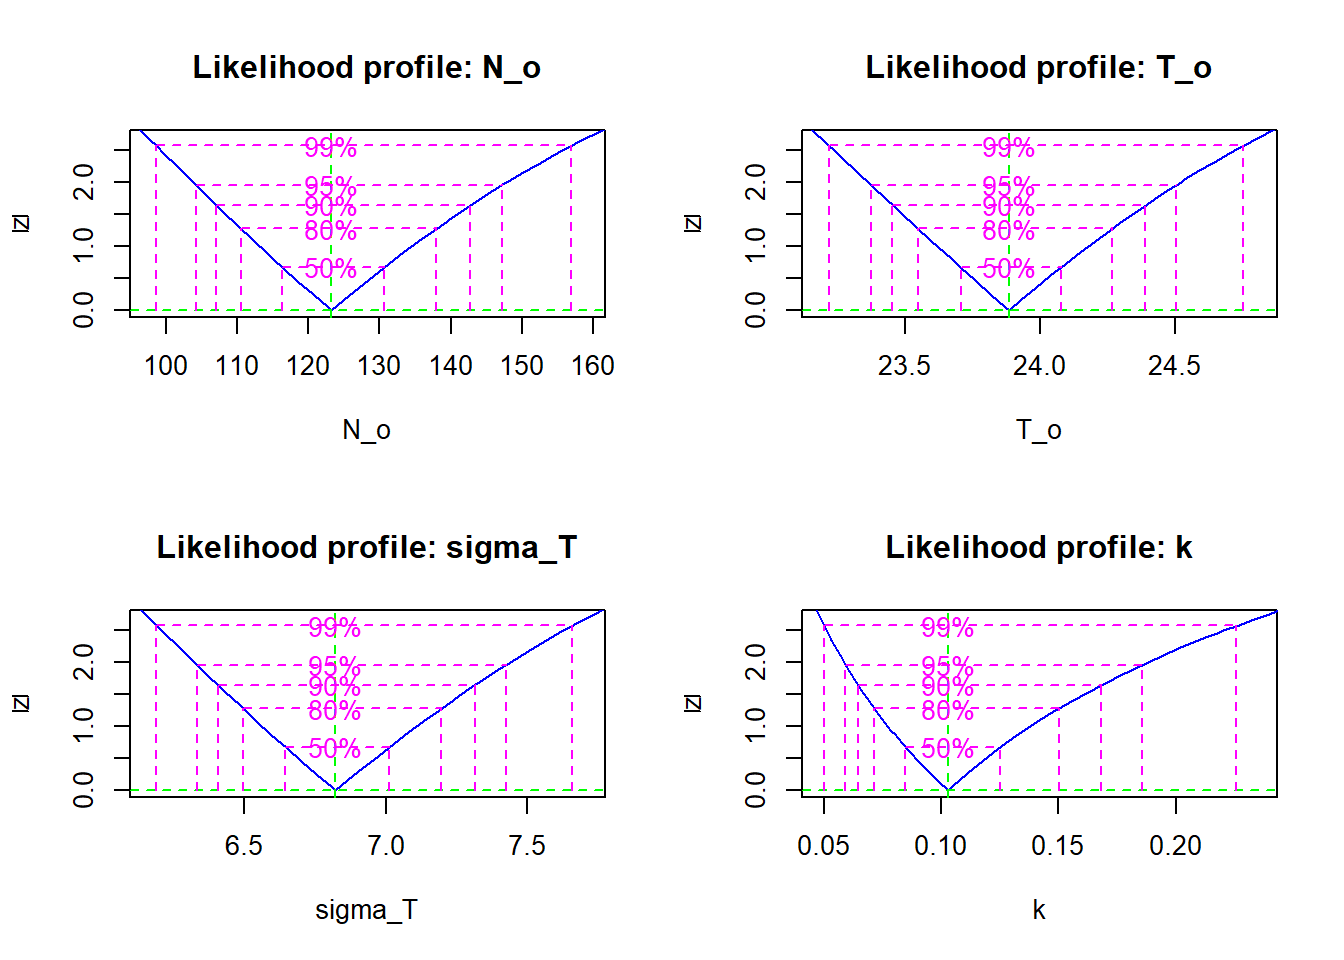 Likelihood profile: N_o
|z|
0.0 1.0 2.0
99%
95%
90%
80%
50%
100 110 120 130 140 150 160
N_o
Likelihood profile: T_o
|z|
0.0 1.0 2.0
99%
95%
90%
80%
50%
23.5 24.0 24.5
T_o
Likelihood profile: sigma_T
|z|
0.0 1.0 2.0
99%
95%
90%
80%
50%
6.5 7.0 7.5
sigma_T
Likelihood profile: k
|z|
0.0 1.0 2.0
99%
95%
90%
80%
50%
0.05 0.10 0.15 0.20
k